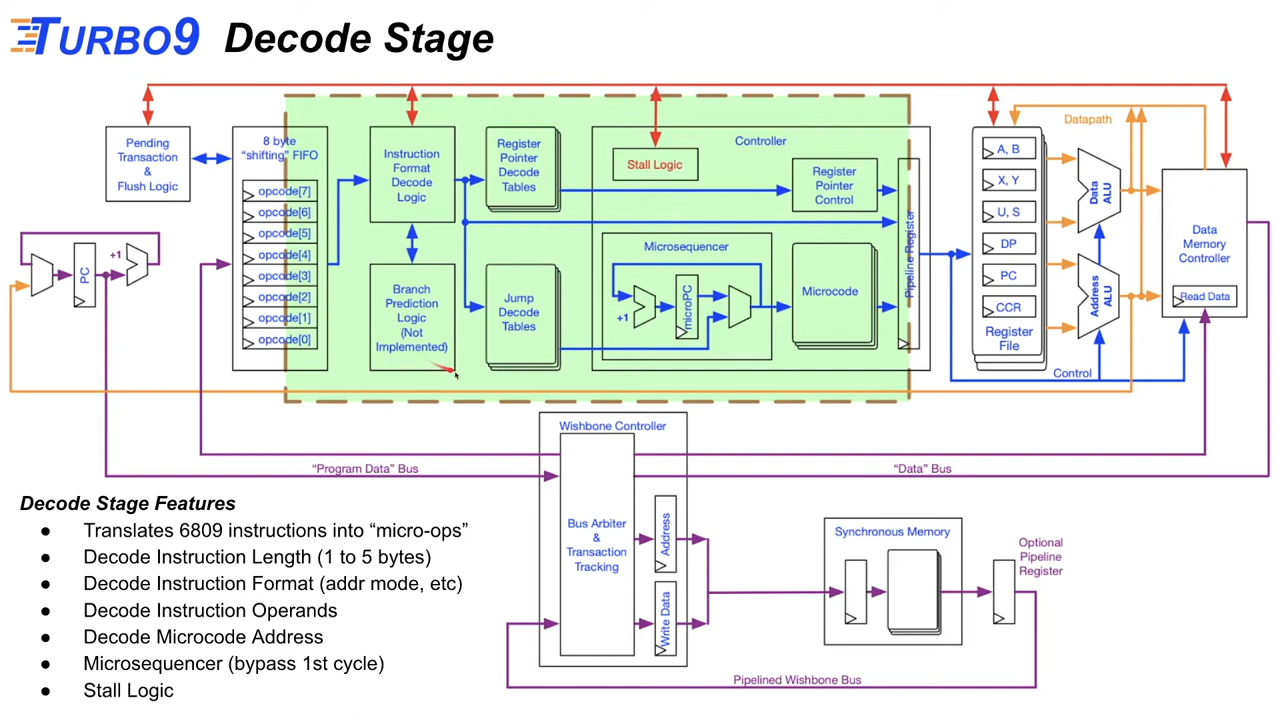 TURBO9 Decode Stage
Pending
Transaction
&
Flush Logic
8 byte
"shifting" FIFO
opcode[7]
opcode[6]
opcode[5]
opcode[4]
opcode[3]
opcode[2]
opcode[1]
opcode[0]
+1
PC
Instruction
Format
Decode
Logic
Branch
Prediction
Logic
(Not
Implemented)
Register
Pointer
Decode
Tables
Jump
Decode
Tables
Controller
Stall Logic
Register
Pointer
Control
Microsequencer
+1
microPC
Microcode
Pipeline Register
Datapath
A, B
X, Y
U, S
DP
PC
CCR
Register
File
Data
ALU
Address
ALU
Control
Data
Memory
Controller
Read Data
Wishbone Controller
"Program Data" Bus
"Data" Bus
Bus Arbiter
&
Transaction
Tracking
Address
Write Data
Synchronous Memory
Optional
Pipeline
Register
Pipelined Wishbone Bus
Decode Stage Features
● Translates 6809 instructions into "micro-ops"
● Decode Instruction Length (1 to 5 bytes)
● Decode Instruction Format (addr mode, etc)
● Decode Instruction Operands
● Decode Microcode Address
● Microsequencer (bypass 1st cycle)
● Stall Logic